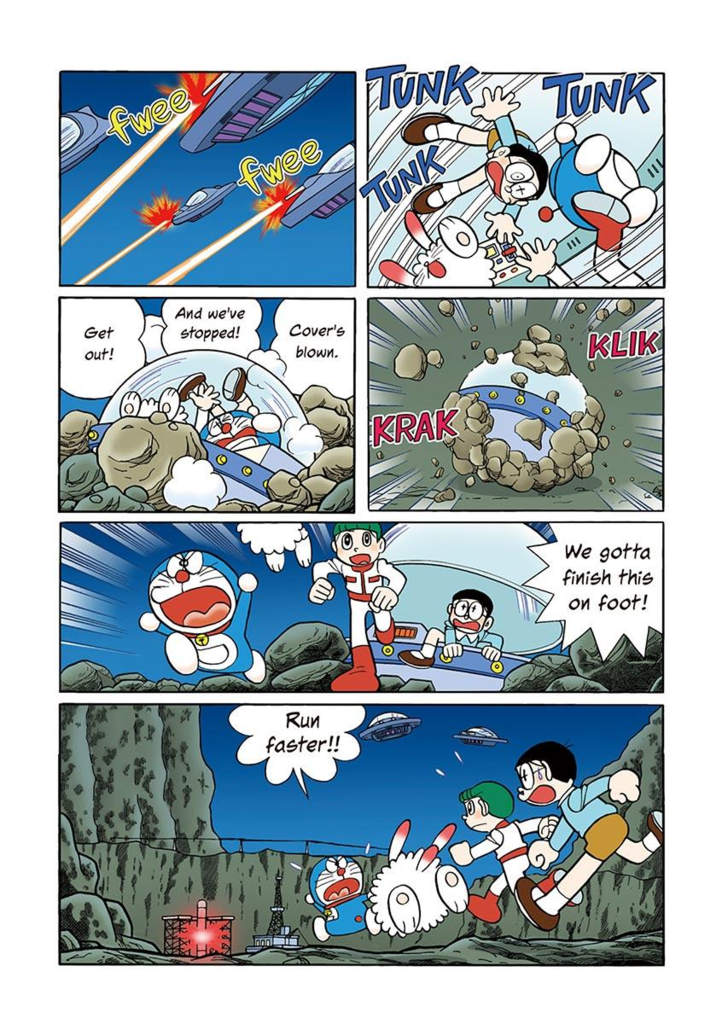 TUNK
TUNK
TUNK
fwee
fwee
KLIK
KRAK
Cover's
blown.
And we've
stopped!
Get
out!
We gotta
finish this
on foot!
Run
faster!!